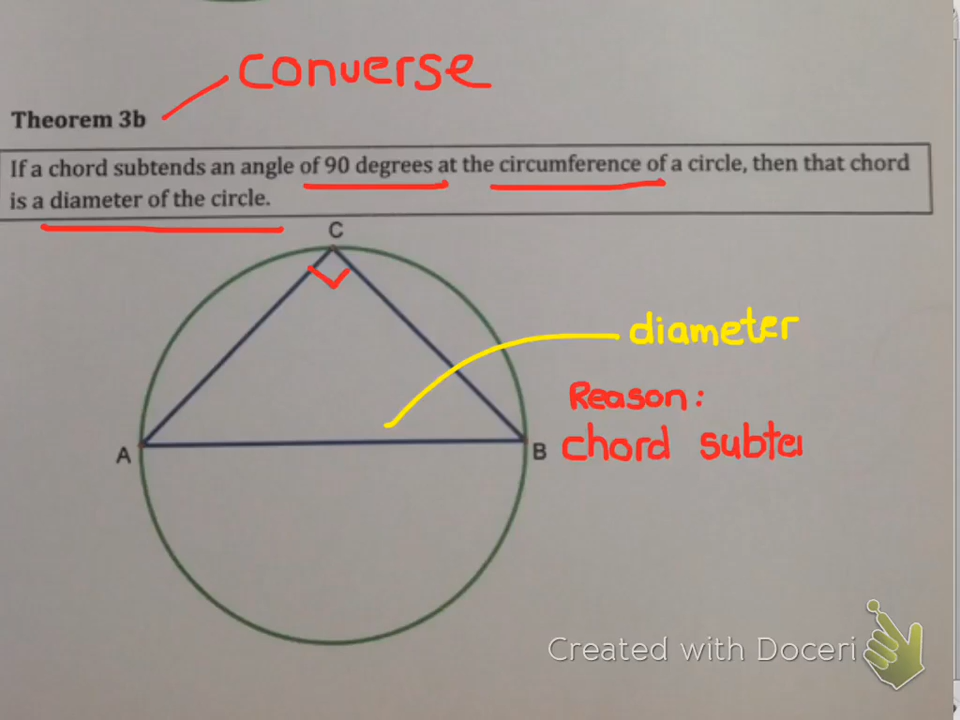 converse
Theorem 3b
If a chord subtends an angle of 90 degrees at the circumference of a circle, then that chord
is a diameter of the circle.
C
diameter
Reason:
A
B
chord subte
Created with Doceri